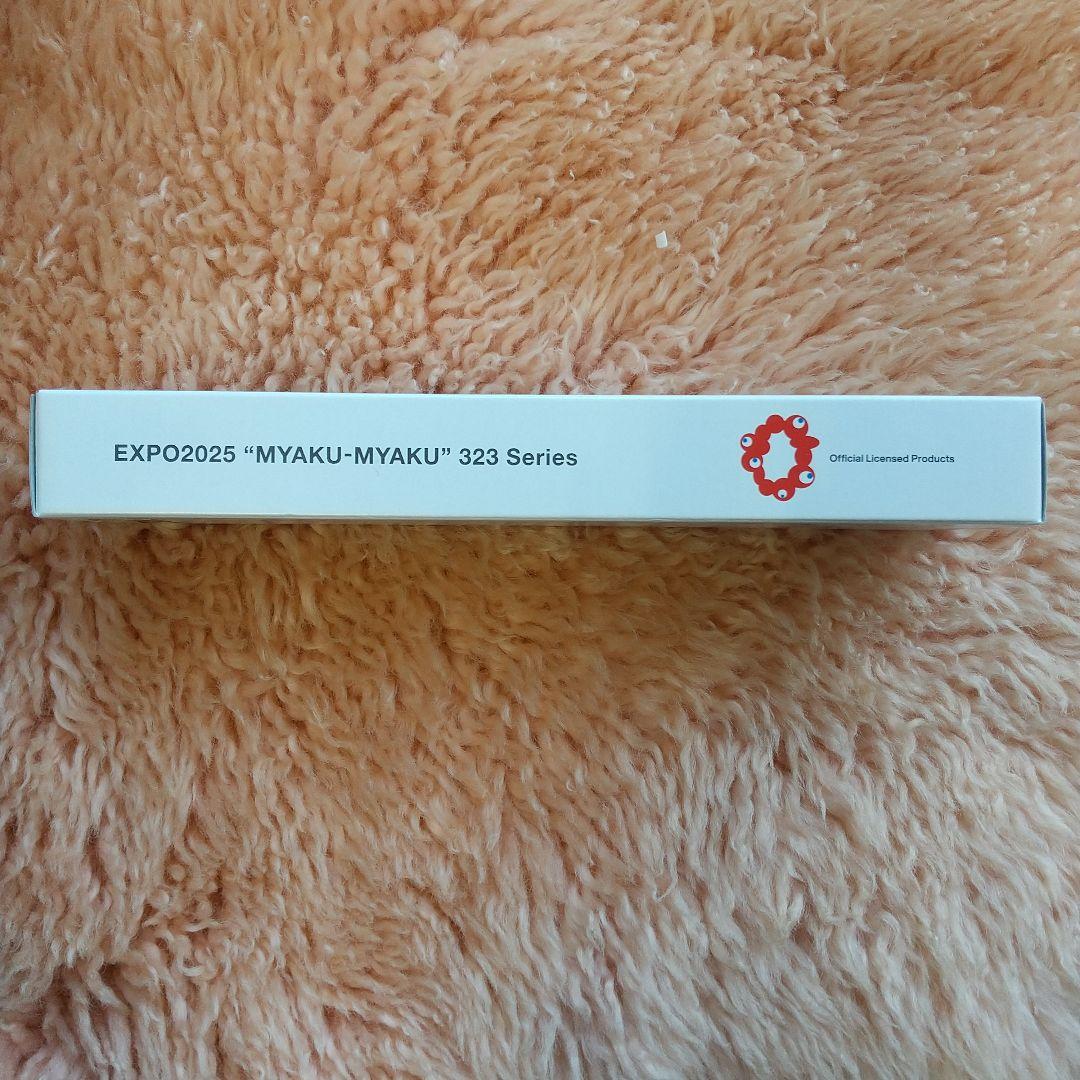 EXPO2025 “MYAKU-MYAKU” 323 Series
Official Licensed Products